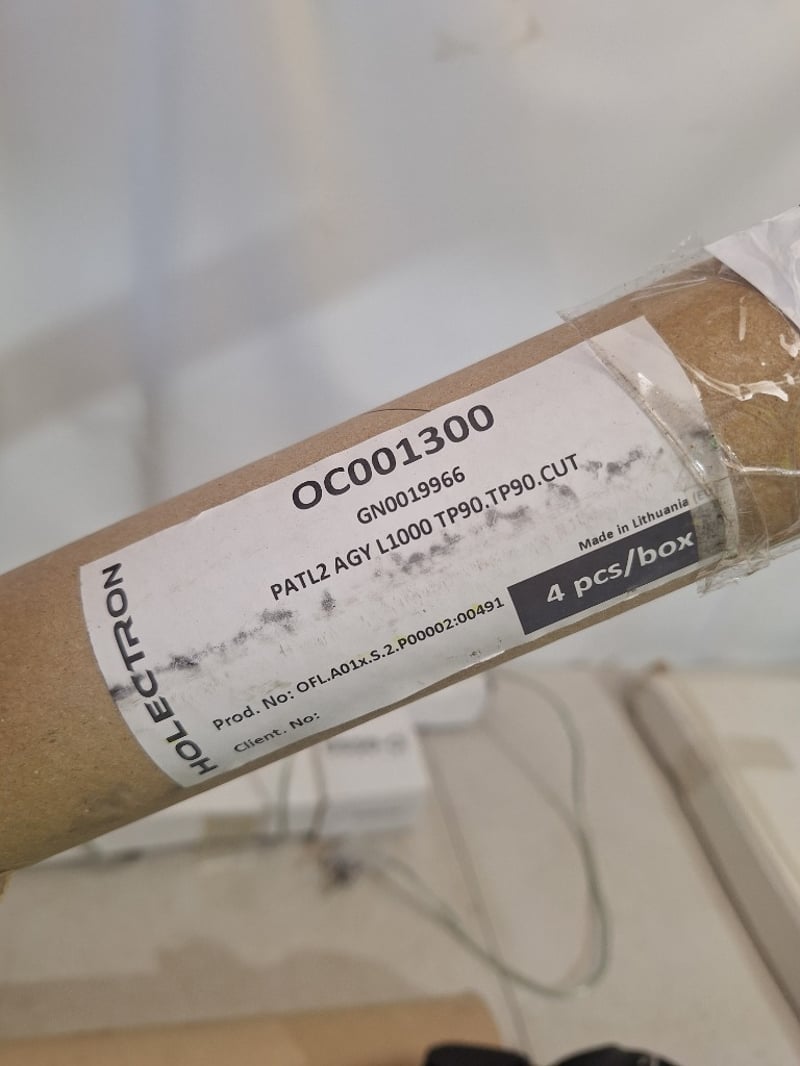 OC001300
GN0019966
PATL2 AGY L1000 TP90.TP90.CUT
Made in Lithuania
4 pcs/box
Prod. No: OFL.A01x.S.2.P00002:00491
Client. No:
HOLECTRON